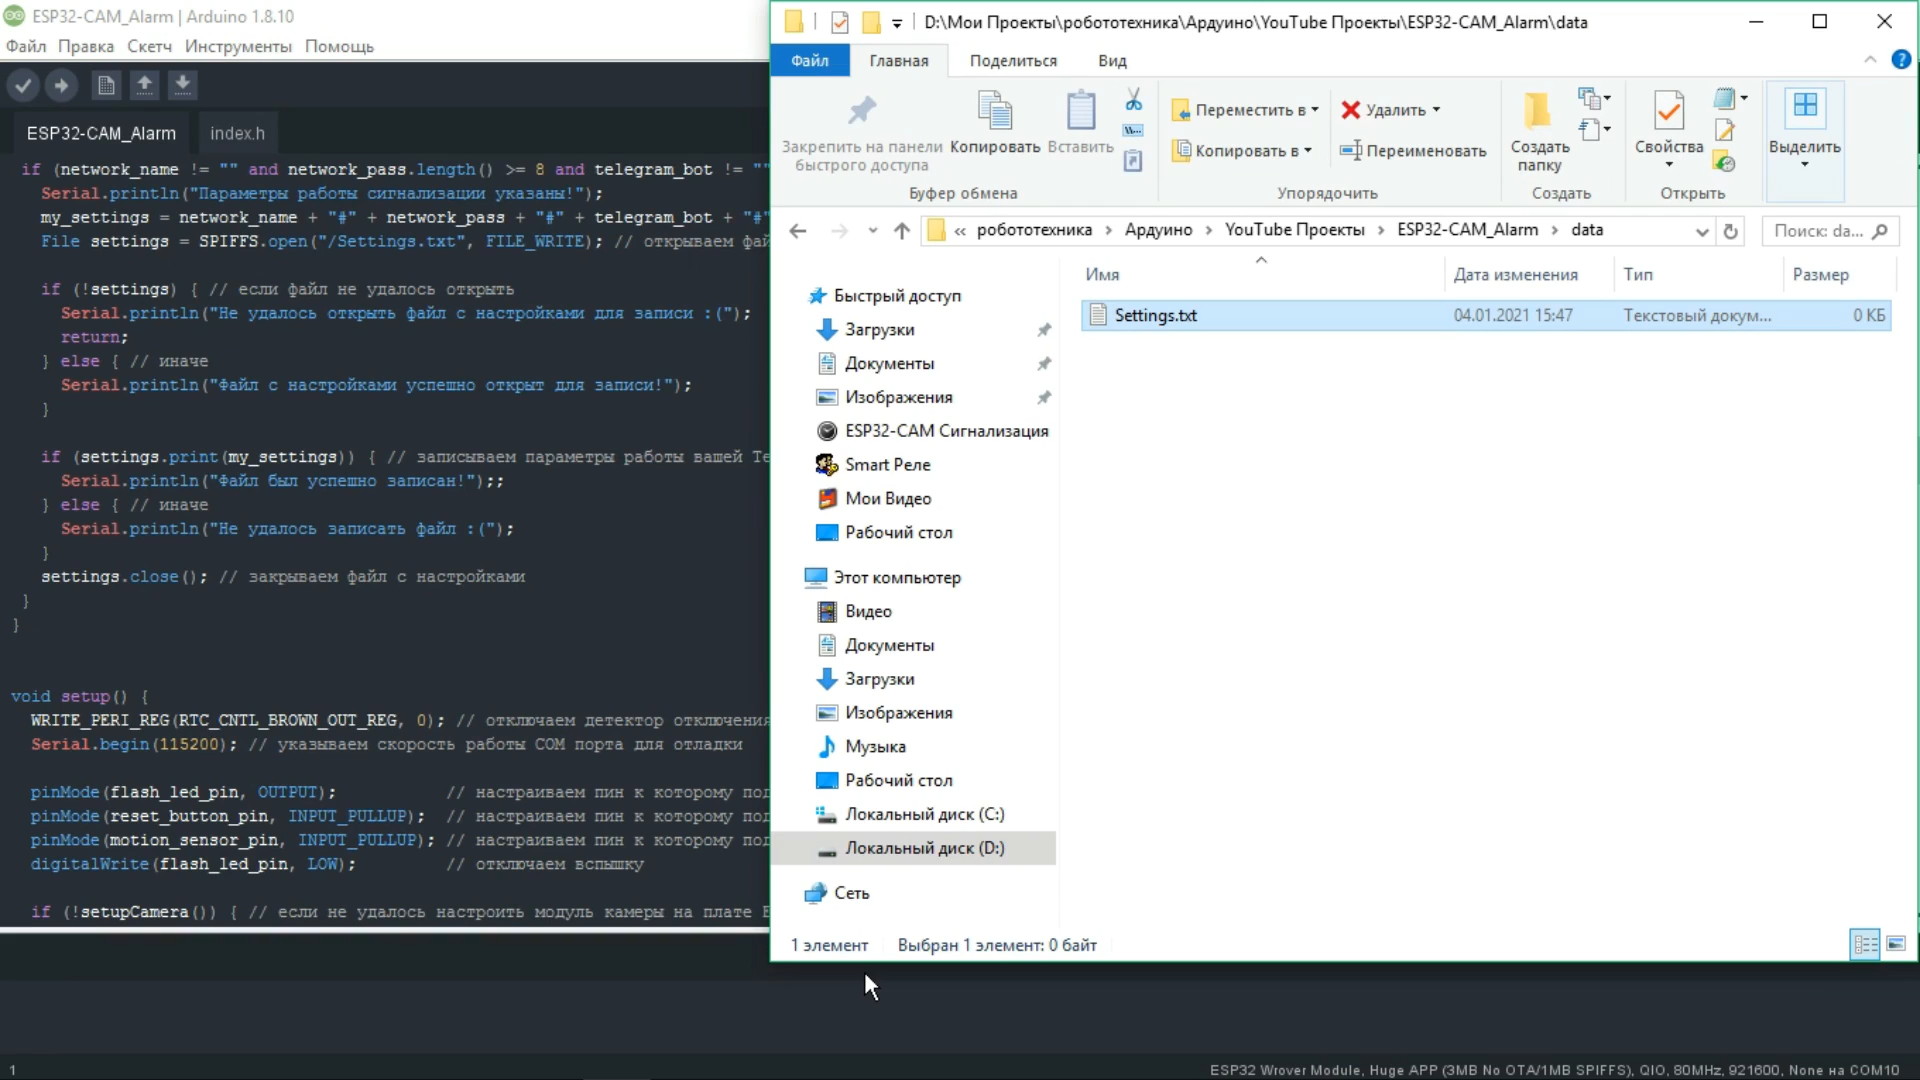 ESP32-CAM_Alarm | Arduino 1.8.10
Файл Правка Скетч Инструменты Помощь
ESP32-CAM_Alarm index.h
if (network_name != "" and network_pass.length() >= 8 and telegram_bot != ""
Serial.println("Параметры работы сигнализации указаны!");
my_settings = network_name + "#" + network_pass + "#" + telegram_bot + "#"
File settings = SPIFFS.open("/Settings.txt", FILE_WRITE); // открываем фай
if (!settings) { // если файл не удалось открыть
Serial.println("Не удалось открыть файл с настройками для записи :(");
return;
} else { // иначе
Serial.println("Файл с настройками успешно открыт для записи!");
}
if (settings.print(my_settings)) { // записываем параметры работы вашей Te
Serial.println("Файл был успешно записан!");;
} else { // иначе
Serial.println("Не удалось записать файл :(");
}
settings.close(); // закрываем файл с настройками
}
}
void setup() {
WRITE_PERI_REG(RTC_CNTL_BROWN_OUT_REG, 0); // отключаем детектор отключения
Serial.begin(115200); // указываем скорость работы COM порта для отладки
pinMode(flash_led_pin, OUTPUT); // настраиваем пин к которому под
pinMode(reset_button_pin, INPUT_PULLUP); // настраиваем пин к которому под
pinMode(motion_sensor_pin, INPUT_PULLUP); // настраиваем пин к которому под
digitalWrite(flash_led_pin, LOW); // отключаем вспышку
if (!setupCamera()) { // если не удалось настроить модуль камеры на плате E
1
ESP32 Wrover Module, Huge APP (3MB No OTA/1MB SPIFFS), QIO, 80MHz, 921600, None на COM10
D:\Мои Проекты\робототехника\Ардуино\YouTube Проекты\ESP32-CAM_Alarm\data
Файл Главная Поделиться Вид
Закрепить на панели быстрого доступа
Копировать
Вставить
Буфер обмена
Переместить в
Копировать в
Удалить
Переименовать
Упорядочить
Создать папку
Создать
Свойства
Открыть
Выделить
« робототехника › Ардуино › YouTube Проекты › ESP32-CAM_Alarm › data
Поиск: da...
Имя Дата изменения Тип Размер
Settings.txt 04.01.2021 15:47 Текстовый докум... 0 КБ
Быстрый доступ
Загрузки
Документы
Изображения
ESP32-CAM Сигнализация
Smart Реле
Мои Видео
Рабочий стол
Этот компьютер
Видео
Документы
Загрузки
Изображения
Музыка
Рабочий стол
Локальный диск (C:)
Локальный диск (D:)
Сеть
1 элемент Выбран 1 элемент: 0 байт